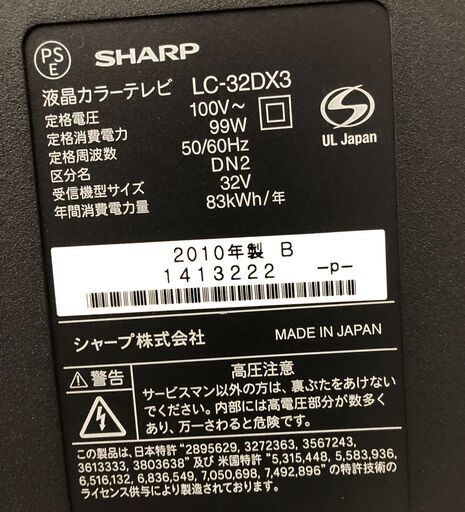 PS
E
SHARP
液晶カラーテレビ LC-32DX3
定格電圧 100V～
定格消費電力 99W
定格周波数 50/60Hz
区分名 DN2
受信機型サイズ 32V
年間消費電力量 83kWh/年
UL Japan
2010年製 B
1413222 -p-
シャープ株式会社 MADE IN JAPAN
警告
高圧注意
サービスマン以外の方は、裏ぶたをあけない
でください。内部には高電圧部分が数多く
あり、万一さわると危険です。
この製品は、日本特許 "2895629, 3272363, 3567243,
3613333, 3803638" 及び 米国特許 "5,315,448, 5,583,936,
6,516,132, 6,836,549, 7,050,698, 7,492,896" の特許技術の
ライセンス供与により製造されています。